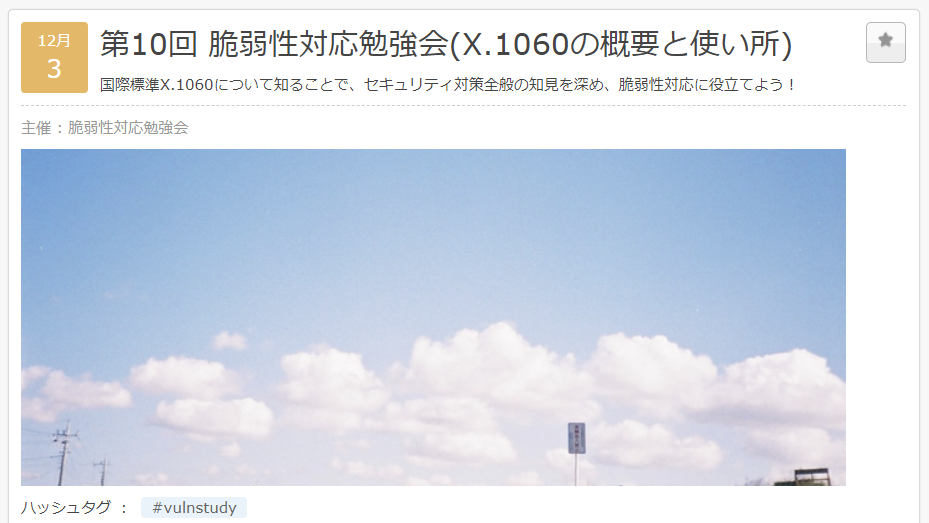 12月
3
第10回 脆弱性対応勉強会(X.1060の概要と使い所)
国際標準X.1060について知ることで、セキュリティ対策全般の知見を深め、脆弱性対応に役立てよう！
主催 : 脆弱性対応勉強会
ハッシュタグ ： #vulnstudy